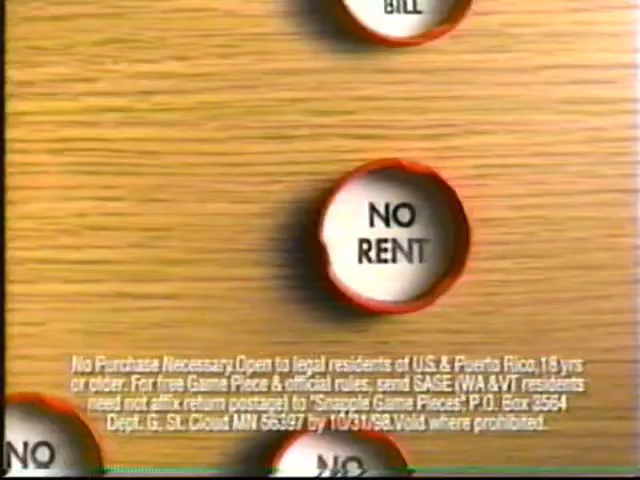 BILL
NO
RENT
No Purchase Necessary. Open to legal residents of U.S. & Puerto Rico, 18 yrs
or older. For free Game Piece & official rules, send SASE (WA & VT residents
need not affix return postage) to "Snapple Game Pieces", P.O. Box 3564
Dept. G, St. Cloud MN 56397 by 10/31/98. Void where prohibited.
NO
NO